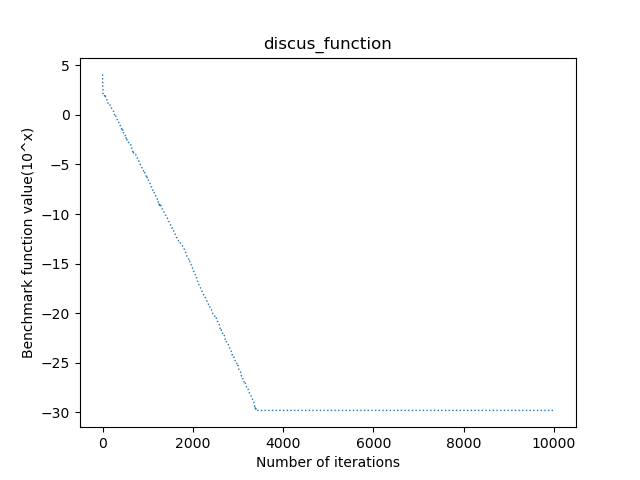 discus_function
Benchmark function value(10^x)
5
0
−5
−10
−15
−20
−25
−30
0 2000 4000 6000 8000 10000
Number of iterations